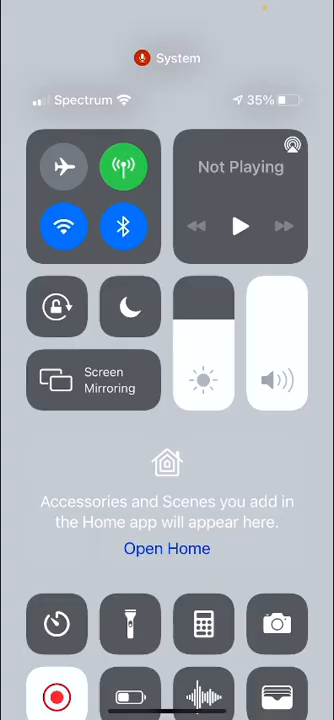 System
Spectrum
35%
Not Playing
Screen
Mirroring
Accessories and Scenes you add in
the Home app will appear here.
Open Home